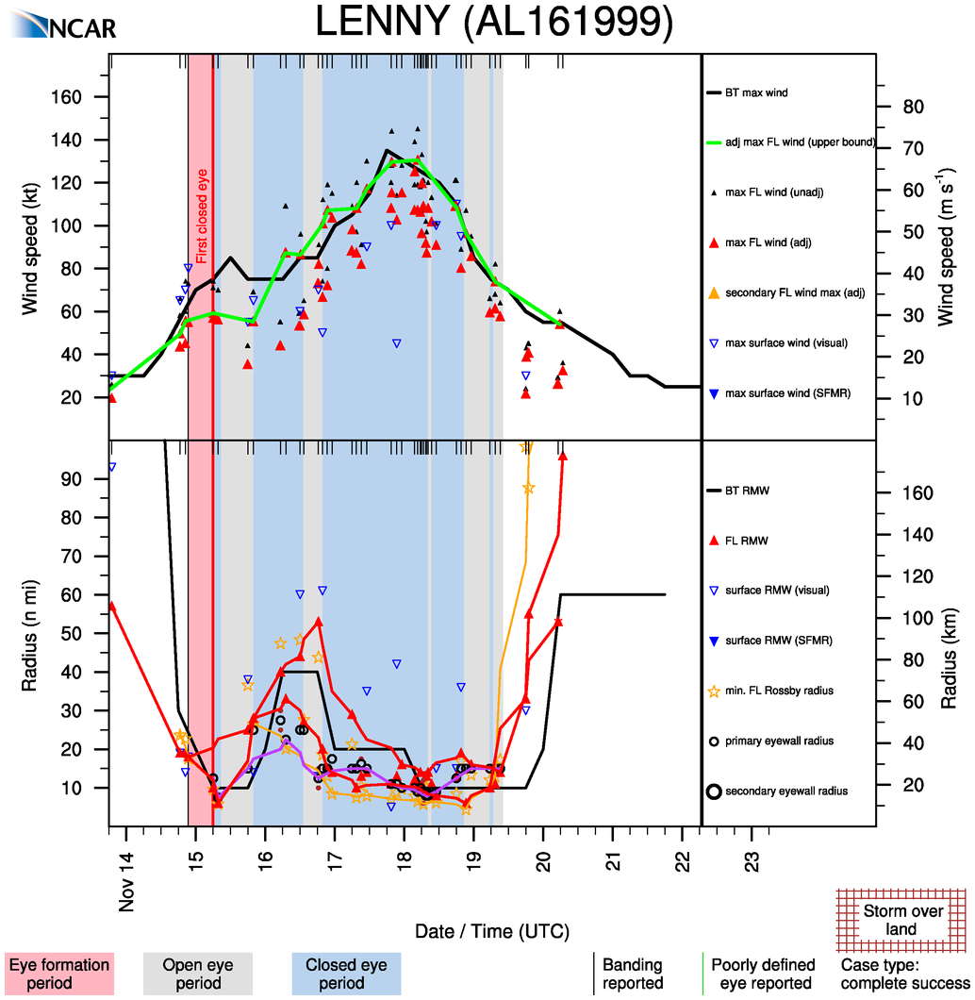 NCAR
LENNY (AL161999)
Wind speed (kt)
160
140
120
100
80
60
40
20
First closed eye
BT max wind
adj max FL wind (upper bound)
max FL wind (unadj)
max FL wind (adj)
secondary FL wind max (adj)
max surface wind (visual)
max surface wind (SFMR)
80
70
60
50
40
30
20
10
Wind speed (m s-1)
Radius (n mi)
90
80
70
60
50
40
30
20
10
BT RMW
FL RMW
surface RMW (visual)
surface RMW (SFMR)
min. FL Rossby radius
primary eyewall radius
secondary eyewall radius
160
140
120
100
80
60
40
20
Radius (km)
Nov 14
15
16
17
18
19
20
21
22
23
Date / Time (UTC)
Storm over
land
Eye formation
period
Open eye
period
Closed eye
period
Banding
reported
Poorly defined
eye reported
Case type:
complete success